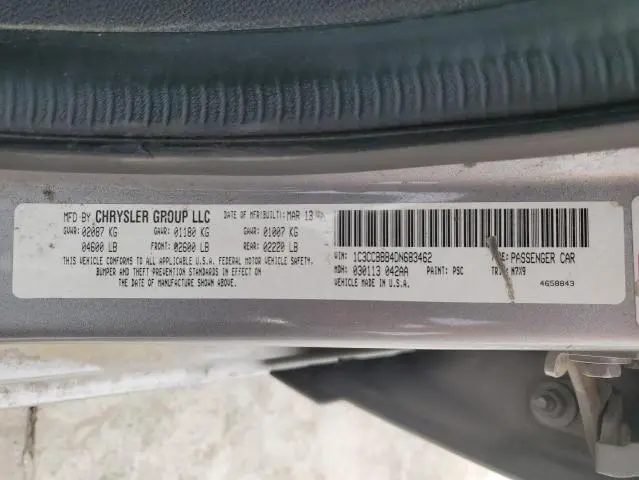 MFD BY CHRYSLER GROUP LLC DATE OF MFR(BUILT): MAR 13
GVWR: 02087 KG GAWR: 01180 KG GAWR: 01007 KG
04600 LB FRONT: 02600 LB REAR: 02220 LB
THIS VEHICLE CONFORMS TO ALL APPLICABLE U.S.A. FEDERAL MOTOR VEHICLE SAFETY,
BUMPER AND THEFT PREVENTION STANDARDS IN EFFECT ON
THE DATE OF MANUFACTURE SHOWN ABOVE.
VIN: 1C3CCBBB4DN683462 TYPE: PASSENGER CAR
MDH: 030113 042AA PAINT: PSC TRIM: N7X9
VEHICLE MADE IN U.S.A. 4658843